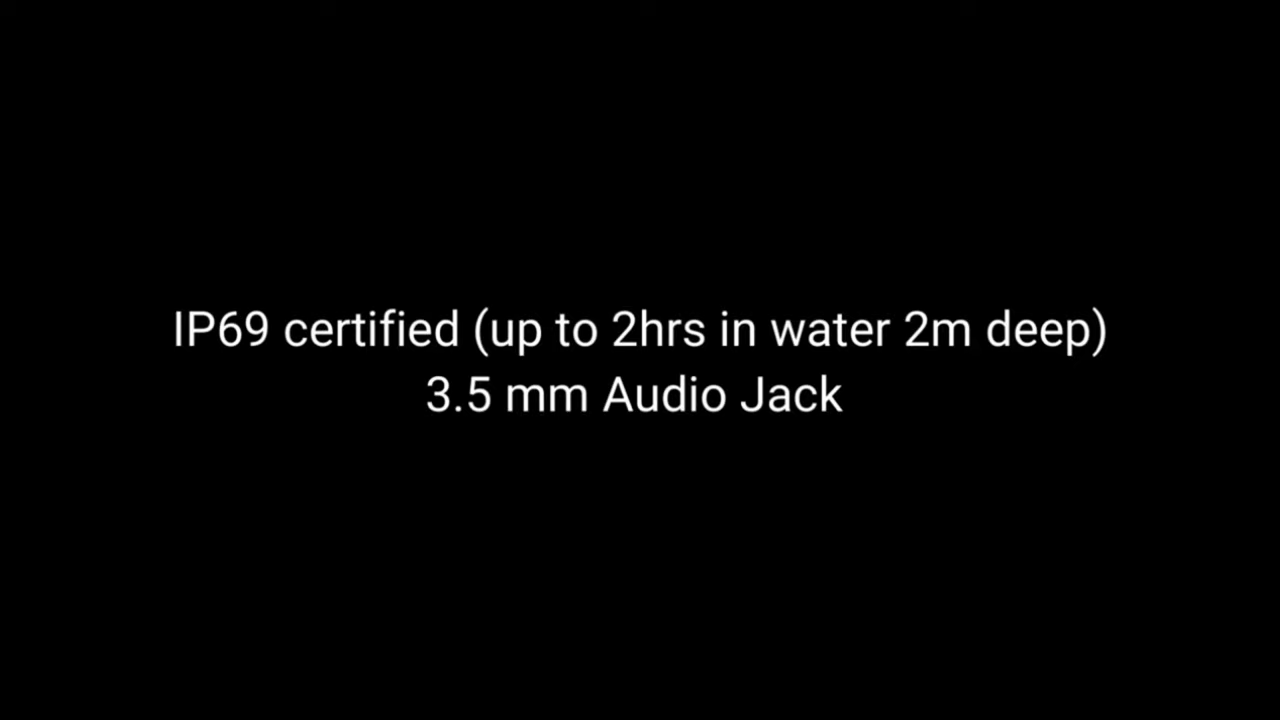 IP69 certified (up to 2hrs in water 2m deep)
3.5 mm Audio Jack